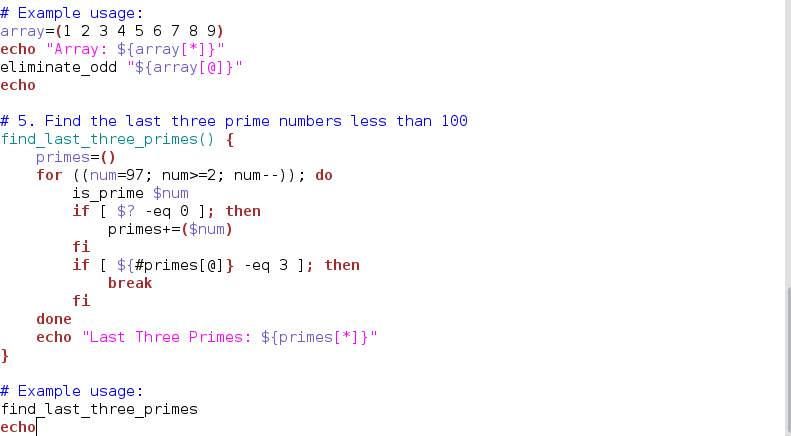 # Example usage:
array=(1 2 3 4 5 6 7 8 9)
echo "Array: ${array[*]}"
eliminate_odd "${array[@]}"
echo

# 5. Find the last three prime numbers less than 100
find_last_three_primes() {
    primes=()
    for ((num=97; num>=2; num--)); do
        is_prime $num
        if [ $? -eq 0 ]; then
            primes+=($num)
        fi
        if [ ${#primes[@]} -eq 3 ]; then
            break
        fi
    done
    echo "Last Three Primes: ${primes[*]}"
}

# Example usage:
find_last_three_primes
echo